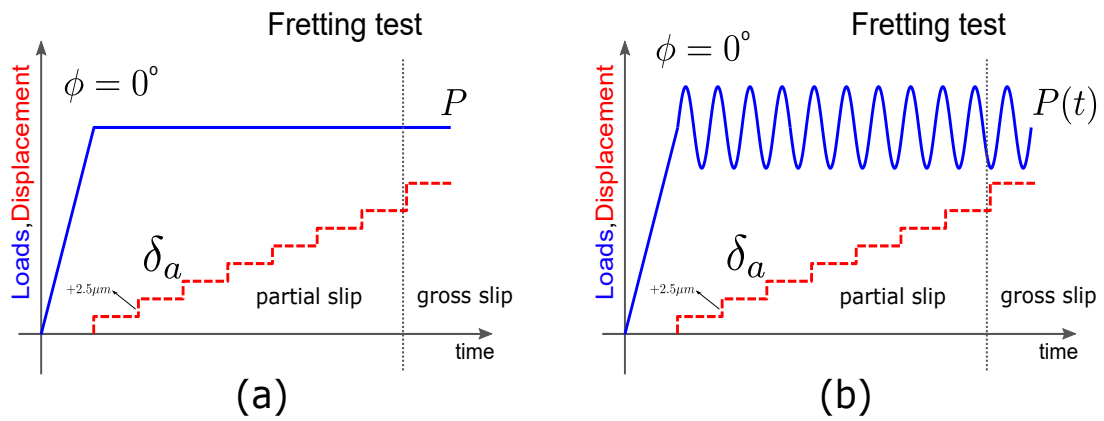 Fretting test
ϕ = 0°
P
Loads,Displacement
δₐ
+2.5μm
partial slip
gross slip
time
(a)
Fretting test
ϕ = 0°
P(t)
Loads,Displacement
δₐ
+2.5μm
partial slip
gross slip
time
(b)